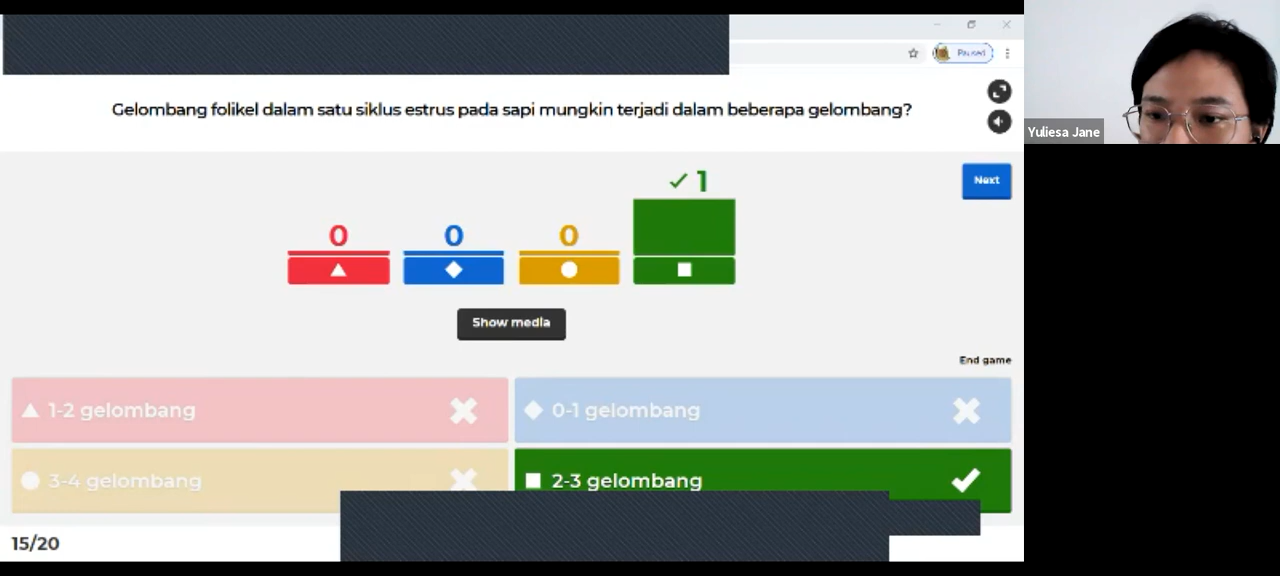 Paused
Gelombang folikel dalam satu siklus estrus pada sapi mungkin terjadi dalam beberapa gelombang?
Yuliesa Jane
Next
1
0
0
0
Show media
End game
1-2 gelombang
0-1 gelombang
3-4 gelombang
2-3 gelombang
15/20